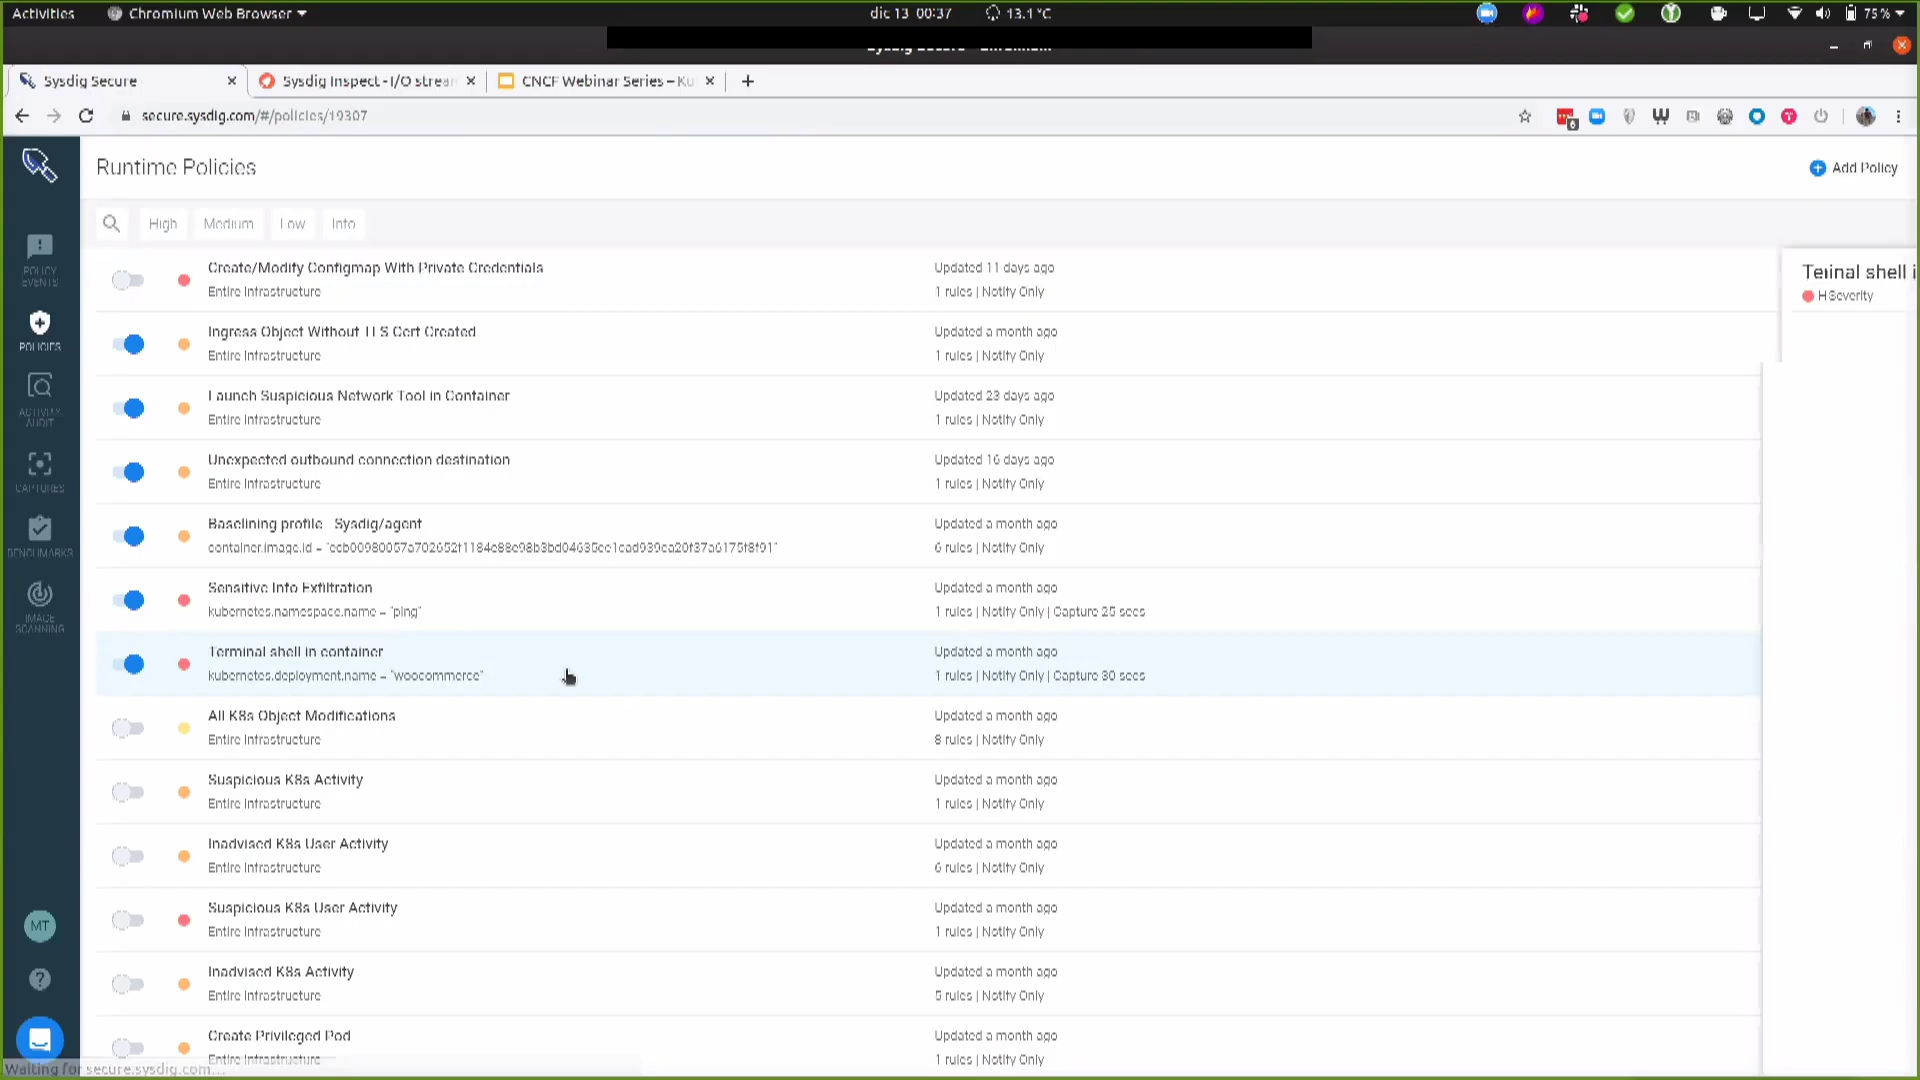 Activities
Chromium Web Browser
dic 13 00:37
13.1 °C
75 %
Sysdig Secure
Sysdig Inspect - I/O strea
CNCF Webinar Series – Ku
secure.sysdig.com/#/policies/19307
Runtime Policies
Add Policy
High
Medium
Low
Info
POLICY
EVENTS
POLICIES
ACTIVITY
AUDIT
CAPTURES
BENCHMARKS
IMAGE
SCANNING
MT
Create/Modify Configmap With Private Credentials
Entire Infrastructure
Updated 11 days ago
1 rules | Notify Only
Ingress Object Without TLS Cert Created
Entire Infrastructure
Updated a month ago
1 rules | Notify Only
Launch Suspicious Network Tool in Container
Entire Infrastructure
Updated 23 days ago
1 rules | Notify Only
Unexpected outbound connection destination
Entire Infrastructure
Updated 16 days ago
1 rules | Notify Only
Baselining profile Sysdig/agent
container.image.id =
Updated a month ago
6 rules | Notify Only
Sensitive Info Exfiltration
kubernetes.namespace.name = "ping"
Updated a month ago
1 rules | Notify Only | Capture 25 secs
Terminal shell in container
kubernetes.deployment.name = "woocommerce"
Updated a month ago
1 rules | Notify Only | Capture 30 secs
All K8s Object Modifications
Entire Infrastructure
Updated a month ago
8 rules | Notify Only
Suspicious K8s Activity
Entire Infrastructure
Updated a month ago
1 rules | Notify Only
Inadvised K8s User Activity
Entire Infrastructure
Updated a month ago
6 rules | Notify Only
Suspicious K8s User Activity
Entire Infrastructure
Updated a month ago
1 rules | Notify Only
Inadvised K8s Activity
Entire Infrastructure
Updated a month ago
5 rules | Notify Only
Create Privileged Pod
Entire Infrastructure
Updated a month ago
1 rules | Notify Only
shell i
Waiting for secure.sysdig.com...